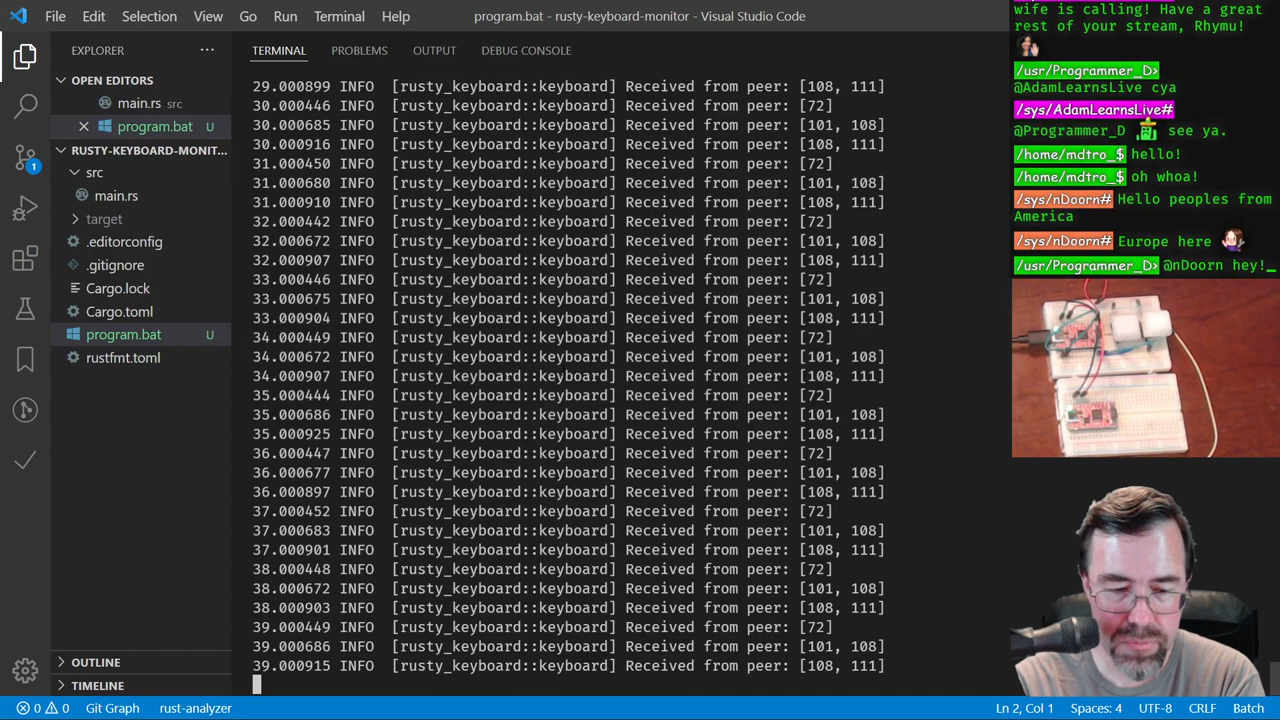 File Edit Selection View Go Run Terminal Help program.bat - rusty-keyboard-monitor - Visual Studio Code
EXPLORER
OPEN EDITORS
main.rs src
program.bat U
RUSTY-KEYBOARD-MONIT...
src
main.rs
target
.editorconfig
.gitignore
Cargo.lock
Cargo.toml
program.bat U
rustfmt.toml
OUTLINE
TIMELINE
1
TERMINAL PROBLEMS OUTPUT DEBUG CONSOLE
29.000899 INFO [rusty_keyboard::keyboard] Received from peer: [108, 111]
30.000446 INFO [rusty_keyboard::keyboard] Received from peer: [72]
INFO [rusty_keyboard::keyboard] Received from peer: [101, 108]
30.000910 INFO [rusty_keyboard::keyboard] Received from peer: [108, 111]
31.000450 INFO [rusty_keyboard::keyboard] Received from peer: [72]
31.000680 INFO [rusty_keyboard::keyboard] Received from peer: [101, 108]
31.000910 INFO [rusty_keyboard::keyboard] Received from peer: [108, 111]
32.000442 INFO [rusty_keyboard::keyboard] Received from peer: [72]
32.000672 INFO [rusty_keyboard::keyboard] Received from peer: [101, 108]
32.000907 INFO [rusty_keyboard::keyboard] Received from peer: [108, 111]
33.000446 INFO [rusty_keyboard::keyboard] Received from peer: [72]
33.000675 INFO [rusty_keyboard::keyboard] Received from peer: [101, 108]
33.000904 INFO [rusty_keyboard::keyboard] Received from peer: [108, 111]
34.000449 INFO [rusty_keyboard::keyboard] Received from peer: [72]
34.000672 INFO [rusty_keyboard::keyboard] Received from peer: [101, 108]
34.000907 INFO [rusty_keyboard::keyboard] Received from peer: [108, 111]
35.000444 INFO [rusty_keyboard::keyboard] Received from peer: [72]
35.000686 INFO [rusty_keyboard::keyboard] Received from peer: [101, 108]
35.000925 INFO [rusty_keyboard::keyboard] Received from peer: [108, 111]
36.000447 INFO [rusty_keyboard::keyboard] Received from peer: [72]
36.000677 INFO [rusty_keyboard::keyboard] Received from peer: [101, 108]
36.000897 INFO [rusty_keyboard::keyboard] Received from peer: [108, 111]
37.000452 INFO [rusty_keyboard::keyboard] Received from peer: [72]
37.000683 INFO [rusty_keyboard::keyboard] Received from peer: [101, 108]
37.000901 INFO [rusty_keyboard::keyboard] Received from peer: [108, 111]
38.000448 INFO [rusty_keyboard::keyboard] Received from peer: [72]
38.000672 INFO [rusty_keyboard::keyboard] Received from peer: [101, 108]
38.000903 INFO [rusty_keyboard::keyboard] Received from peer: [108, 111]
39.000449 INFO [rusty_keyboard::keyboard] Received from peer: [72]
39.000686 INFO [rusty_keyboard::keyboard] Received from peer: [101, 108]
39.000915 INFO [rusty_keyboard::keyboard] Received from peer: [108, 111]
wife is calling! Have a great
rest of your stream, Rhymu!
/usr/Programmer_D>
@AdamLearnsLive cya
/sys/AdamLearnsLive#
@Programmer_D see ya.
/home/mdtro_$ hello!
/home/mdtro_$ oh whoa!
/sys/nDoorn# Hello peoples from
America
/sys/nDoorn# Europe here
/usr/Programmer_D> @nDoorn hey!_
0 0 Git Graph rust-analyzer Ln 2, Col 1 Spaces: 4 UTF-8 CRLF Batch